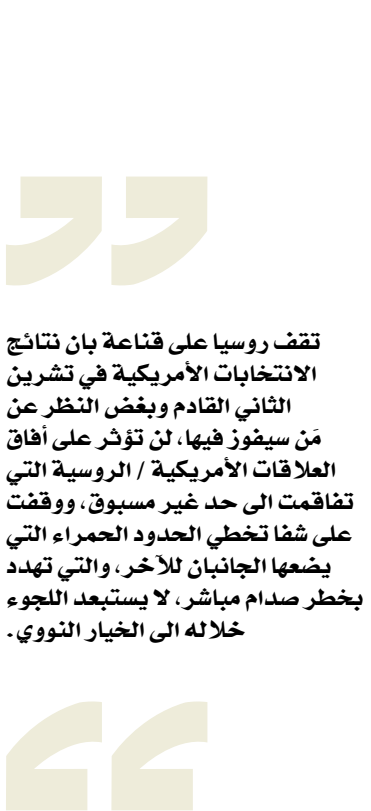 تقف روسيا على قناعة بان نتائج
الانتخابات الأمريكية في تشرين
الثاني القادم وبغض النظر عن
مَن سيفوز فيها، لن تؤثر على أفاق
العلاقات الأمريكية / الروسية التي
تفاقمت الى حد غير مسبوق، ووقفت
على شفا تخطي الحدود الحمراء التي
يضعها الجانبان للآخر، والتي تهدد
بخطر صدام مباشر، لا يستبعد اللجوء
خلاله الى الخيار النووي.